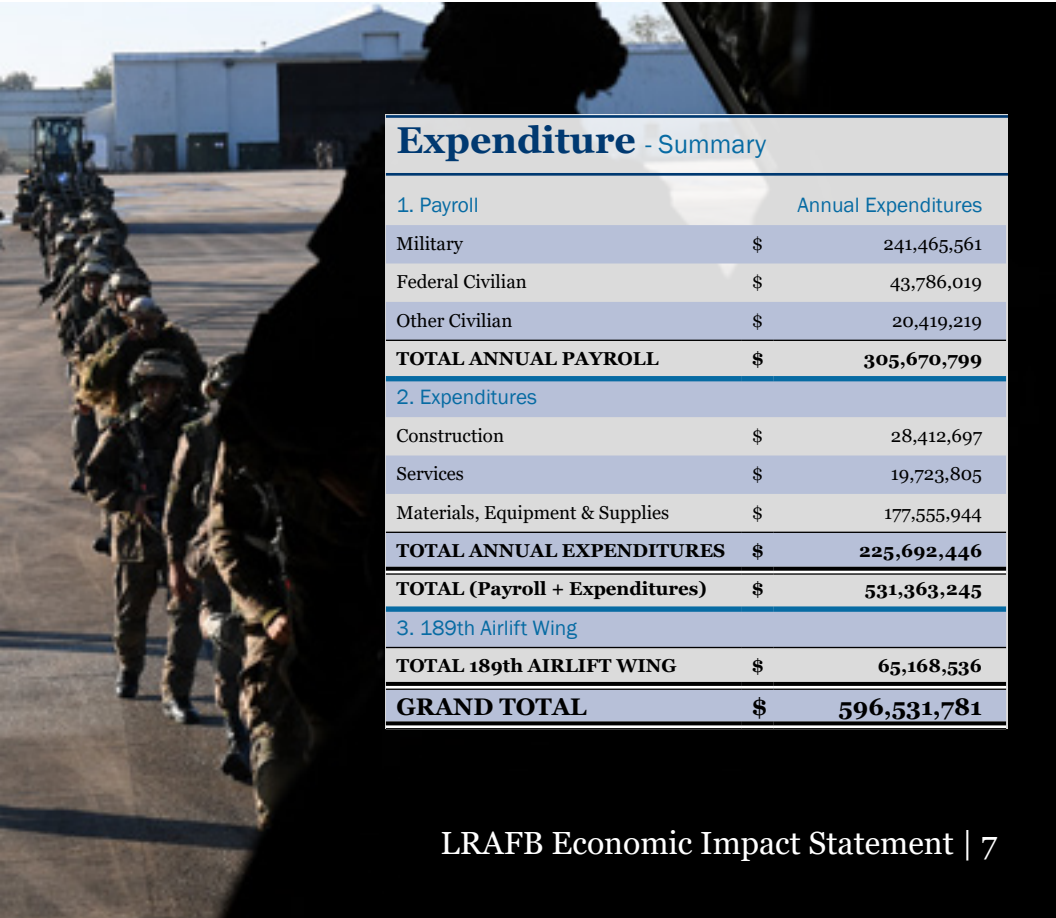 Expenditure - Summary
1. Payroll Annual Expenditures
Military $ 241,465,561
Federal Civilian $ 43,786,019
Other Civilian $ 20,419,219
TOTAL ANNUAL PAYROLL $ 305,670,799
2. Expenditures
Construction $ 28,412,697
Services $ 19,723,805
Materials, Equipment & Supplies $ 177,555,944
TOTAL ANNUAL EXPENDITURES $ 225,692,446
TOTAL (Payroll + Expenditures) $ 531,363,245
3. 189th Airlift Wing
TOTAL 189th AIRLIFT WING $ 65,168,536
GRAND TOTAL $ 596,531,781
LRAFB Economic Impact Statement | 7